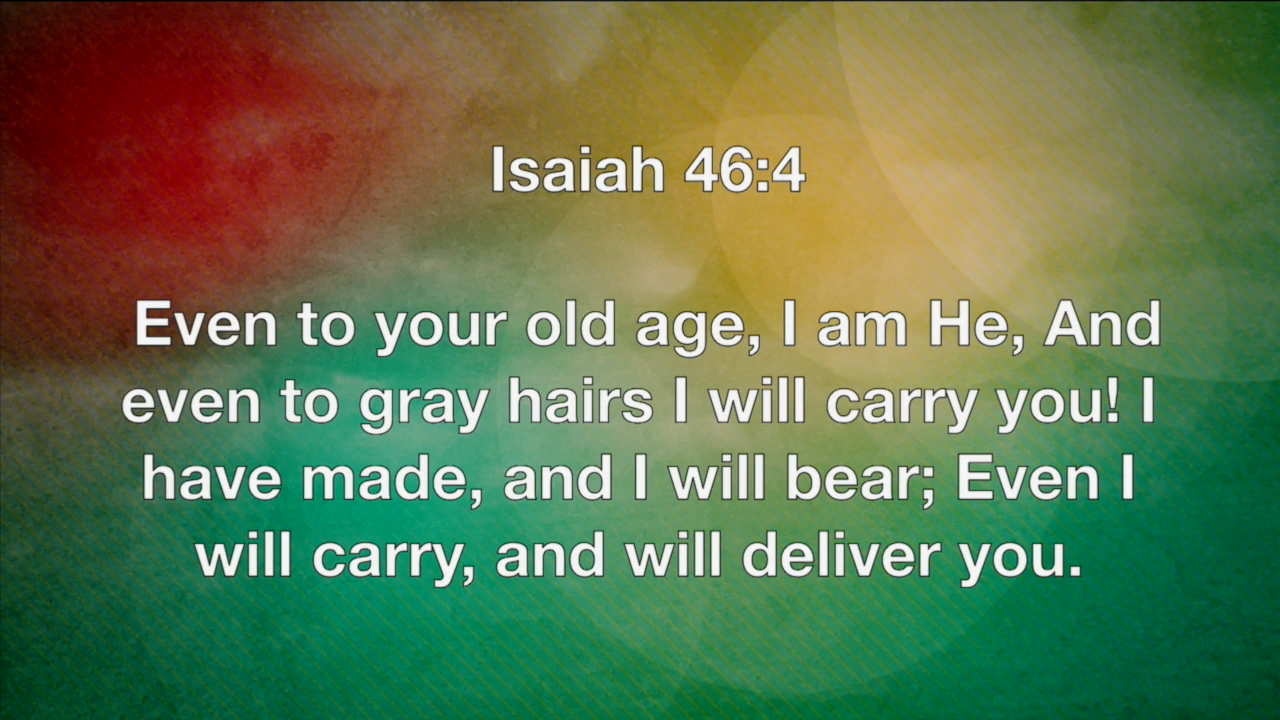 Isaiah 46:4
Even to your old age, I am He, And
even to gray hairs I will carry you! I
have made, and I will bear; Even I
will carry, and will deliver you.